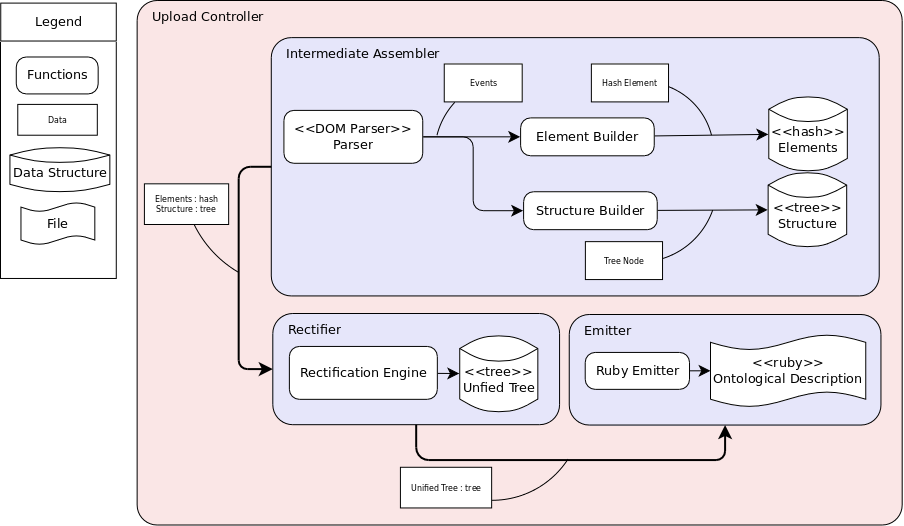 Legend
Functions
Data
Data Structure
File
Upload Controller
Intermediate Assembler
Events
Hash Element
<<DOM Parser>>
Parser
Element Builder
<<hash>>
Elements
Structure Builder
<<tree>>
Structure
Tree Node
Elements : hash
Structure : tree
Rectifier
Rectification Engine
<<tree>>
Unfied Tree
Emitter
Ruby Emitter
<<ruby>>
Ontological Description
Unified Tree : tree